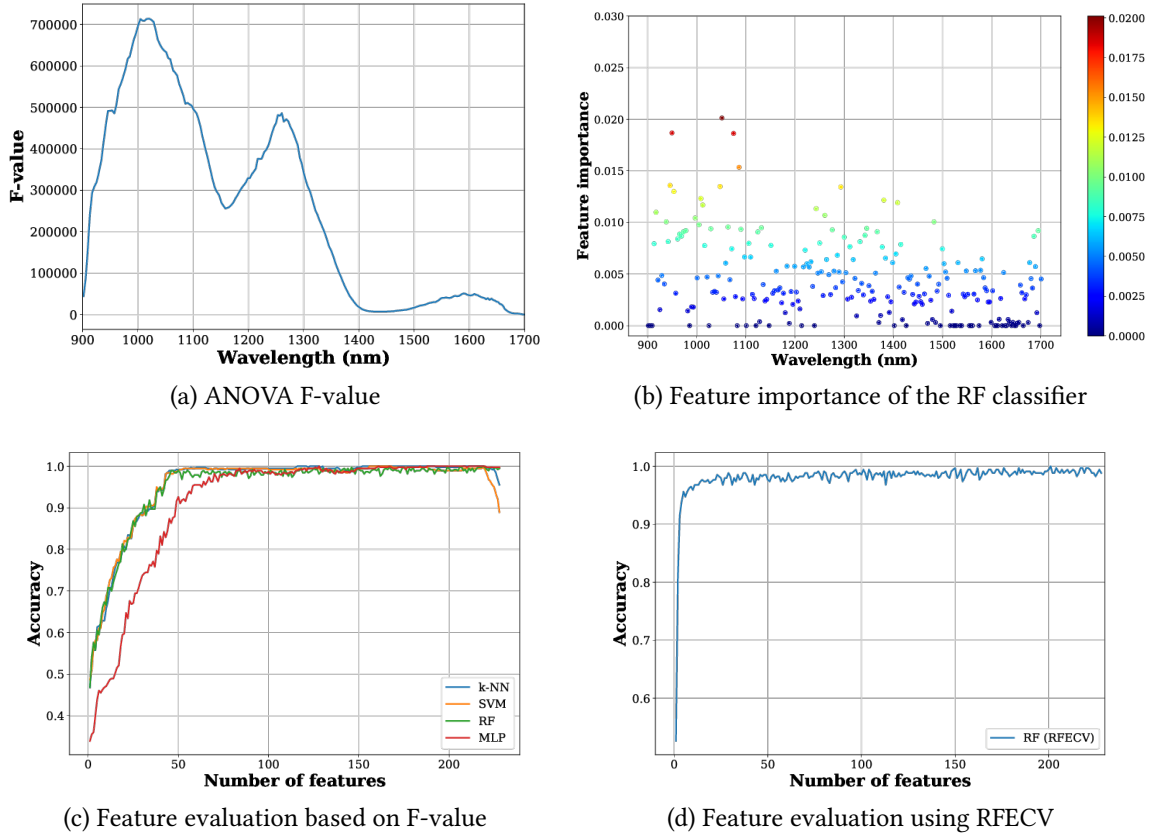 700000
600000
500000
400000
300000
200000
100000
0
F-value
900 1000 1100 1200 1300 1400 1500 1600 1700
Wavelength (nm)
(a) ANOVA F-value
0.030
0.025
0.020
0.015
0.010
0.005
0.000
Feature importance
900 1000 1100 1200 1300 1400 1500 1600 1700
Wavelength (nm)
0.0200
0.0175
0.0150
0.0125
0.0100
0.0075
0.0050
0.0025
0.0000
(b) Feature importance of the RF classifier
1.0
0.9
0.8
0.7
0.6
0.5
0.4
Accuracy
k-NN
SVM
RF
MLP
0 50 100 150 200
Number of features
(c) Feature evaluation based on F-value
1.0
0.9
0.8
0.7
0.6
Accuracy
RF (RFECV)
0 50 100 150 200
Number of features
(d) Feature evaluation using RFECV